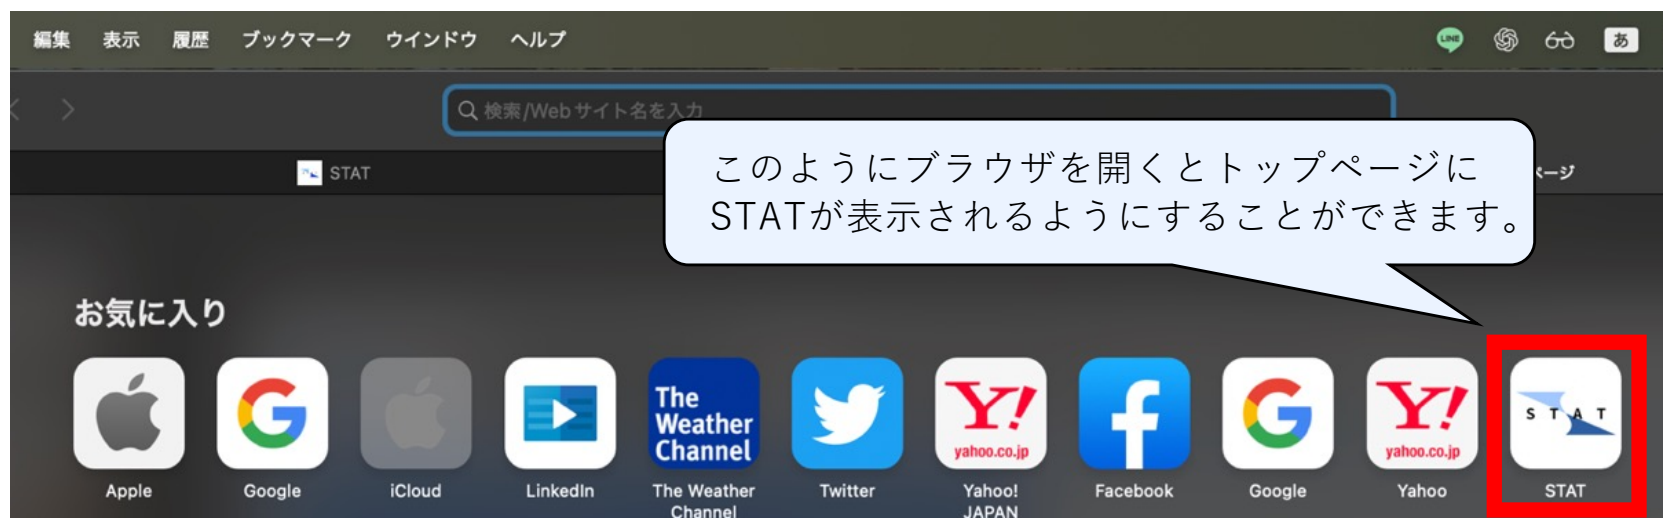 編集 表示 履歴 ブックマーク ウインドウ ヘルプ LINE あ
検索/Webサイト名を入力
STAT
ページ
このようにブラウザを開くとトップページに
STATが表示されるようにすることができます。
お気に入り
The
Weather
Channel
yahoo.co.jp
yahoo.co.jp
STAT
Apple Google iCloud LinkedIn The Weather Channel Twitter Yahoo! JAPAN Facebook Google Yahoo STAT